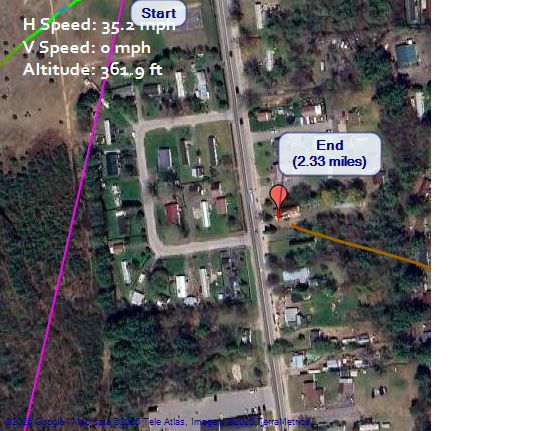 Start
H Speed: 35.2 mph
V Speed: 0 mph
Altitude: 361.9 ft
End
(2.33 miles)
©2025 Google - Map data ©2025 Tele Atlas, Imagery ©2025 TerraMetrics